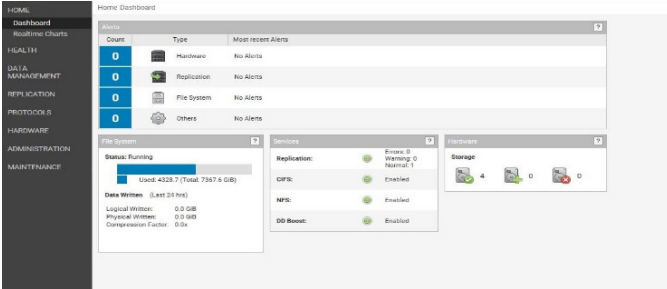 HOME
Dashboard
Realtime Charts
HEALTH
DATA
MANAGEMENT
REPLICATION
PROTOCOLS
HARDWARE
ADMINISTRATION
MAINTENANCE
Home Dashboard
Alerts ?
Count Type Most recent Alerts
0 Hardware No Alerts
0 Replication No Alerts
0 File System No Alerts
0 Others No Alerts
File System ?
Status: Running
Used: 4328.7 (Total: 7367.6 GiB)
Data Written (Last 24 hrs)
Logical Written: 0.0 GiB
Physical Written: 0.0 GiB
Compression Factor: 0.0x
Services ?
Replication: Errors: 0
Warning: 0
Normal: 1
CIFS: Enabled
NFS: Enabled
DD Boost: Enabled
Hardware ?
Storage
4 0 0